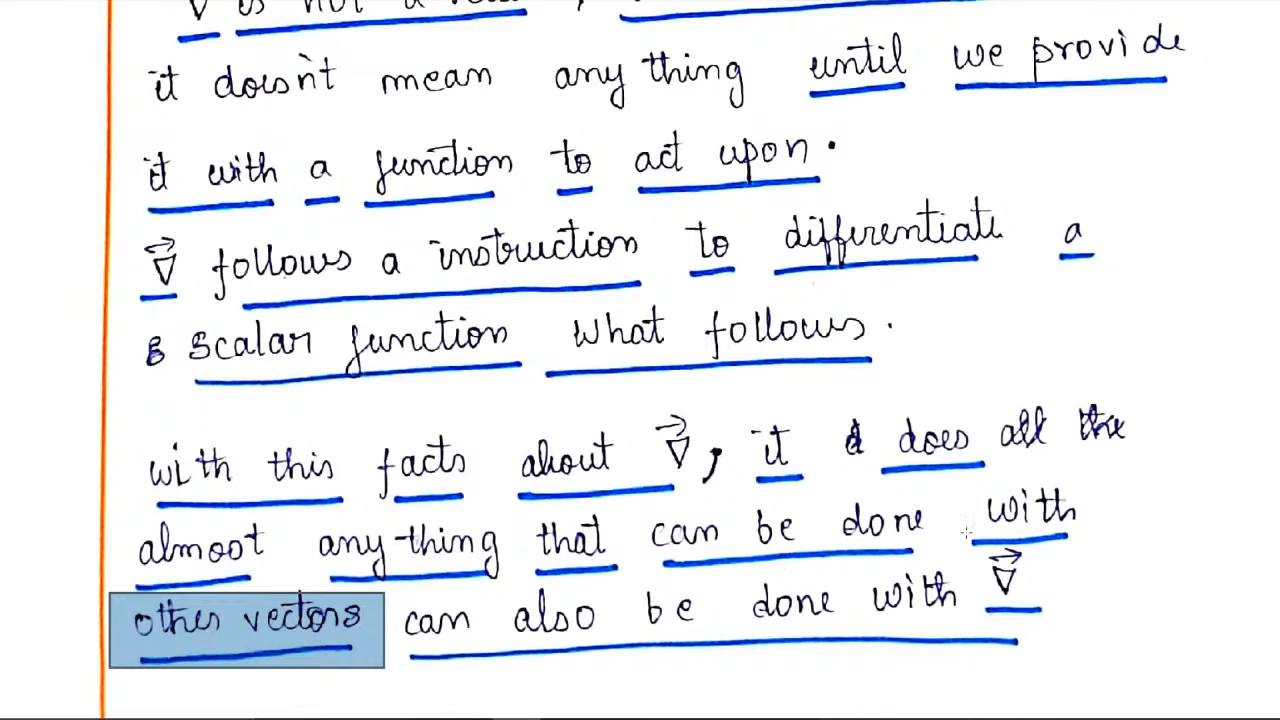 ∇ is not a
it doesn't mean any thing until we provide
it with a function to act upon.
∇⃗ follows a instruction to differentiate a
scalar function what follows.
with this facts about ∇⃗, it does all the
almost any-thing that can be done with
other vectors can also be done with ∇⃗